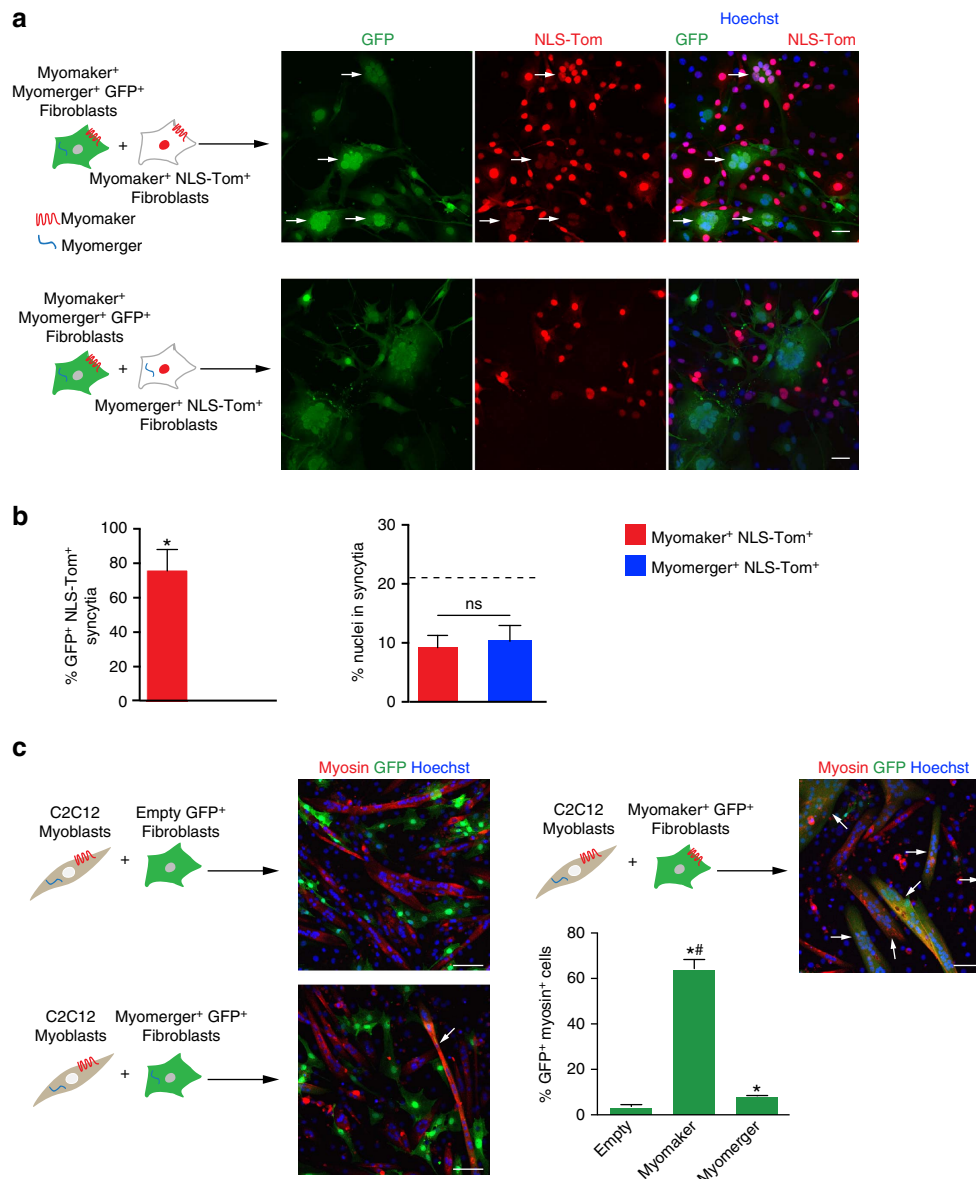 a
GFP
NLS-Tom
Hoechst
GFP NLS-Tom
Myomaker⁺
Myomerger⁺ GFP⁺
Fibroblasts
+
Myomaker⁺ NLS-Tom⁺
Fibroblasts
Myomaker
Myomerger
Myomaker⁺
Myomerger⁺ GFP⁺
Fibroblasts
+
Myomerger⁺ NLS-Tom⁺
Fibroblasts
b
% GFP⁺ NLS-Tom⁺
syncytia
100
80
60
40
20
0
*
% nuclei in syncytia
30
20
10
0
ns
Myomaker⁺ NLS-Tom⁺
Myomerger⁺ NLS-Tom⁺
c
Myosin GFP Hoechst
C2C12
Myoblasts
+
Empty GFP⁺
Fibroblasts
C2C12
Myoblasts
+
Myomerger⁺ GFP⁺
Fibroblasts
Myosin GFP Hoechst
C2C12
Myoblasts
+
Myomaker⁺ GFP⁺
Fibroblasts
% GFP⁺ myosin⁺ cells
80
60
40
20
0
*#
*
Empty
Myomaker
Myomerger